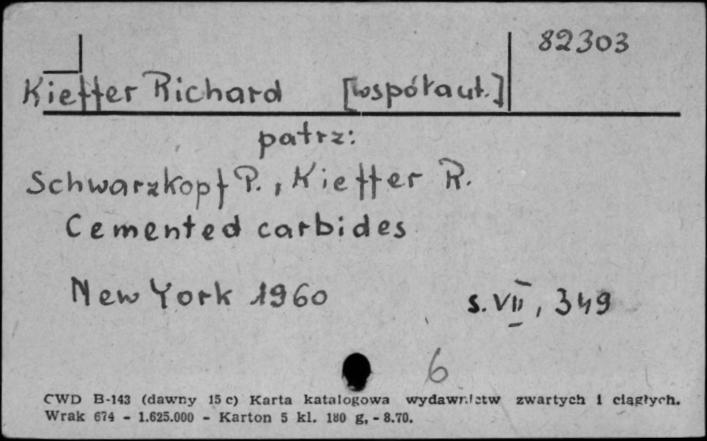 82303
Kieffer Richard [współaut.]
patrz:
Schwarzkopf P., Kieffer R.
Cemented carbides
New York 1960 s. VII, 349
6
CWD B-143 (dawny 15 c) Karta katalogowa wydawnictw zwartych i ciągłych.
Wrak 674 - 1.625.000 - Karton 5 kl. 180 g, - 8.70.